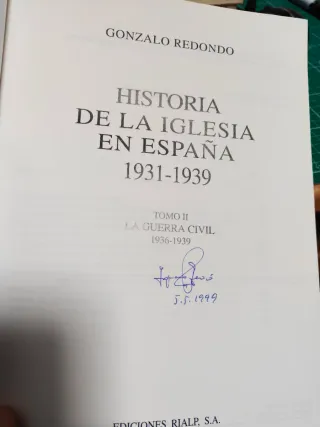 GONZALO REDONDO
HISTORIA
DE LA IGLESIA
EN ESPAÑA
1931-1939
TOMO II
LA GUERRA CIVIL
1936-1939
5.5.1999
EDICIONES RIALP, S.A.